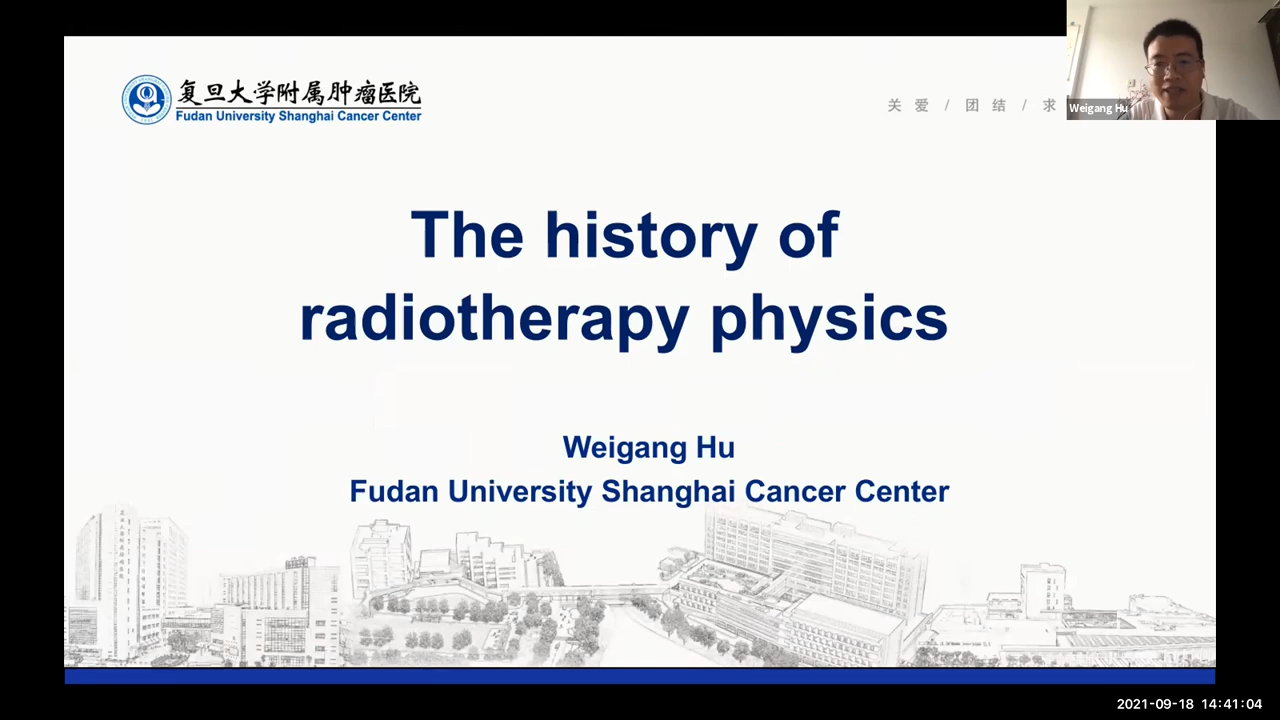 复旦大学附属肿瘤医院
Fudan University Shanghai Cancer Center
关 爱 / 团 结 / 求
Weigang Hu
The history of
radiotherapy physics
Weigang Hu
Fudan University Shanghai Cancer Center
2021-09-18 14:41:04